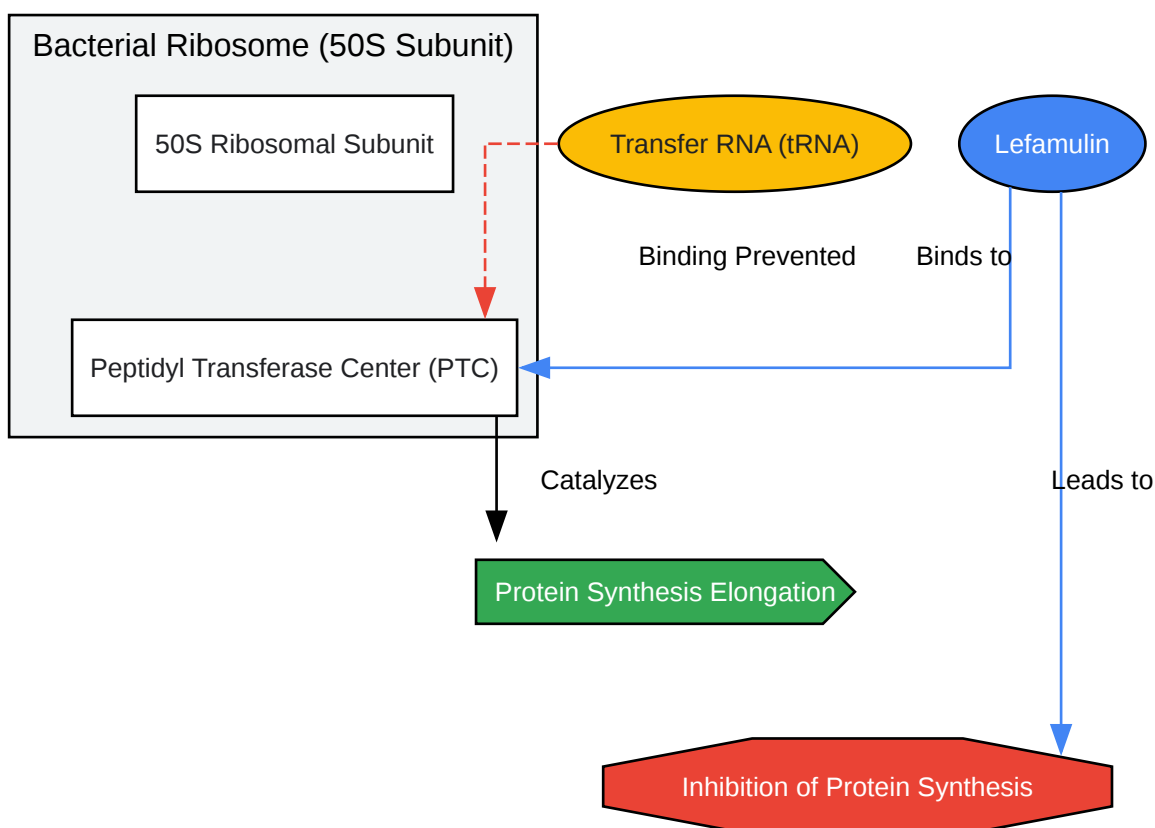 Bacterial Ribosome (50S Subunit)
50S Ribosomal Subunit
Transfer RNA (tRNA)
Lefamulin
Binding Prevented
Binds to
Peptidyl Transferase Center (PTC)
Catalyzes
Leads to
Protein Synthesis Elongation
Inhibition of Protein Synthesis